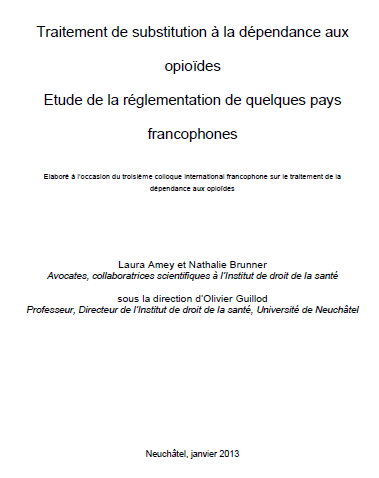 Traitement de substitution à la dépendance aux
opioïdes
Etude de la réglementation de quelques pays
francophones
Elaboré à l'occasion du troisième colloque international francophone sur le traitement de la
dépendance aux opioïdes
Laura Amey et Nathalie Brunner
Avocates, collaboratrices scientifiques à l'Institut de droit de la santé
sous la direction d'Olivier Guillod
Professeur, Directeur de l'Institut de droit de la santé, Université de Neuchâtel
Neuchâtel, janvier 2013